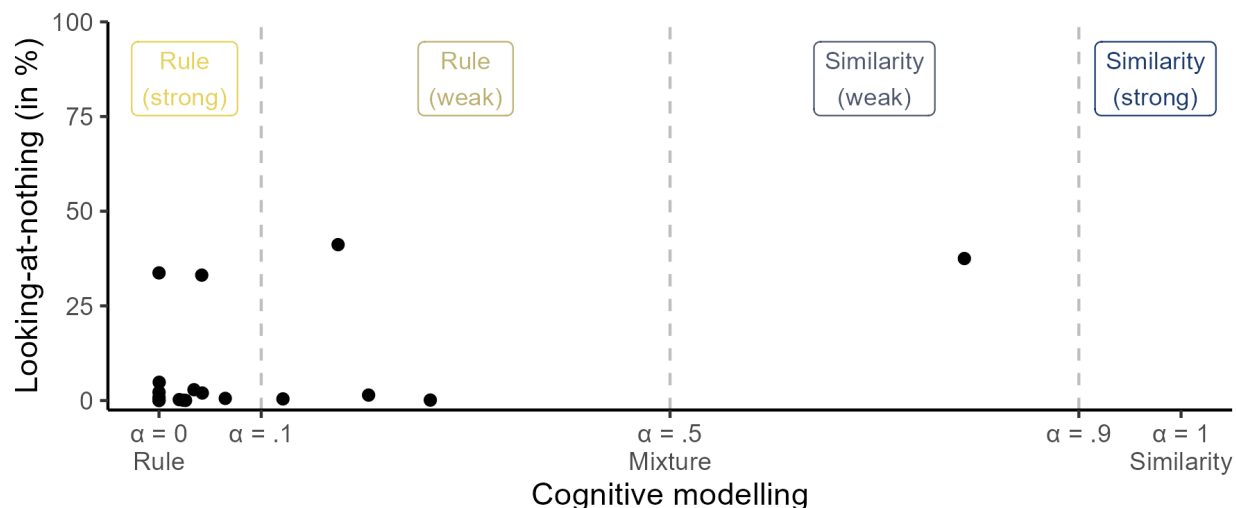 Looking-at-nothing (in %)
100
75
50
25
0
Rule
(strong)
Rule
(weak)
Similarity
(weak)
Similarity
(strong)
α = 0
Rule
α = .1
α = .5
Mixture
α = .9
α = 1
Similarity
Cognitive modelling